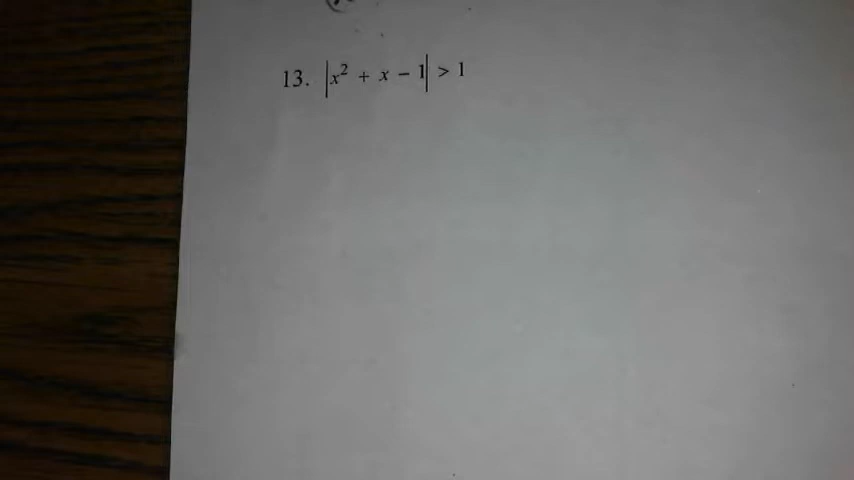 13. |x² + x − 1| > 1